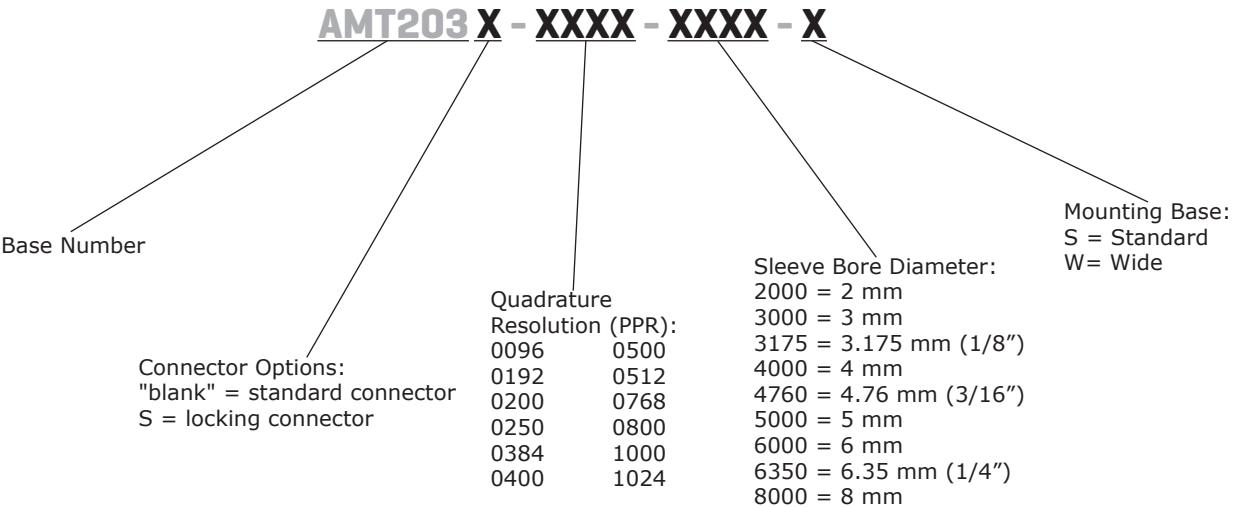 AMT203 X - XXXX - XXXX - X
Base Number
Connector Options:
"blank" = standard connector
S = locking connector
Quadrature
Resolution (PPR):
0096 0500
0192 0512
0200 0768
0250 0800
0384 1000
0400 1024
Sleeve Bore Diameter:
2000 = 2 mm
3000 = 3 mm
3175 = 3.175 mm (1/8”)
4000 = 4 mm
4760 = 4.76 mm (3/16”)
5000 = 5 mm
6000 = 6 mm
6350 = 6.35 mm (1/4”)
8000 = 8 mm
Mounting Base:
S = Standard
W= Wide